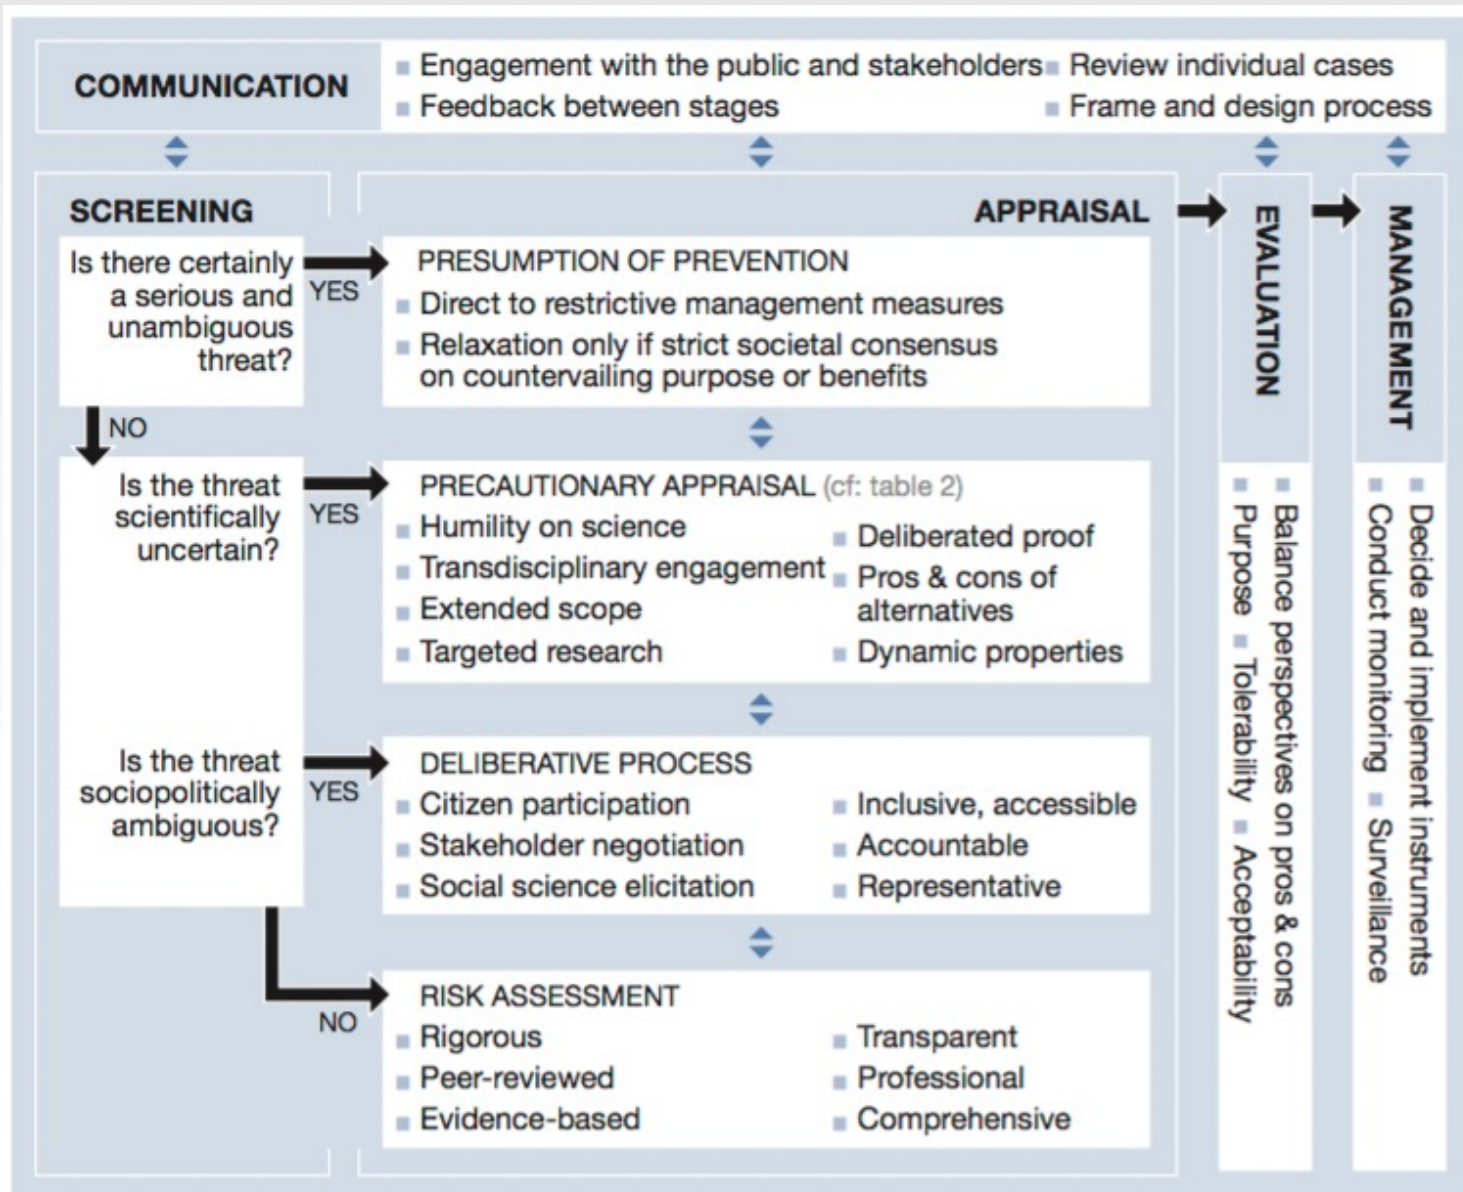 COMMUNICATION
Engagement with the public and stakeholders
Feedback between stages
Review individual cases
Frame and design process
SCREENING
Is there certainly
a serious and
unambiguous
threat?
YES
NO
Is the threat
scientifically
uncertain?
YES
Is the threat
sociopolitically
ambiguous?
YES
NO
APPRAISAL
PRESUMPTION OF PREVENTION
Direct to restrictive management measures
Relaxation only if strict societal consensus
on countervailing purpose or benefits
PRECAUTIONARY APPRAISAL (cf: table 2)
Humility on science
Transdisciplinary engagement
Extended scope
Targeted research
Deliberated proof
Pros & cons of
alternatives
Dynamic properties
DELIBERATIVE PROCESS
Citizen participation
Stakeholder negotiation
Social science elicitation
Inclusive, accessible
Accountable
Representative
RISK ASSESSMENT
Rigorous
Peer-reviewed
Evidence-based
Transparent
Professional
Comprehensive
EVALUATION
Balance perspectives on pros & cons
Purpose Tolerability Acceptability
MANAGEMENT
Decide and implement instruments
Conduct monitoring Surveillance